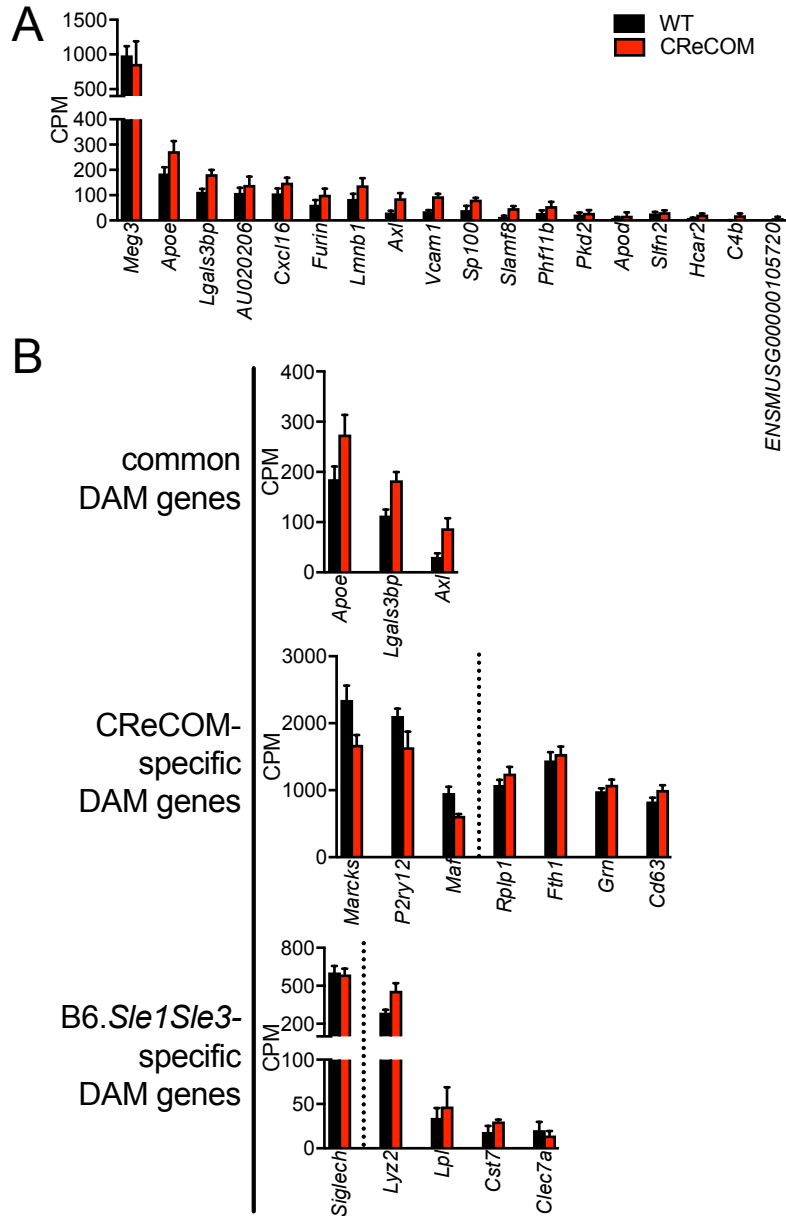 A
WT
CReCOM
CPM
1500
1000
500
400
300
200
100
0
Meg3
Apoe
Lgals3bp
AU020206
Cxcl16
Furin
Lmnb1
Axl
Vcam1
Sp100
Slamf8
Phf11b
Pkd2
Apod
Slfn2
Hcar2
C4b
ENSMUSG00000105720
B
common
DAM genes
CPM
400
300
200
100
0
Apoe
Lgals3bp
Axl
CReCOM-
specific
DAM genes
CPM
3000
2000
1000
0
Marcks
P2ry12
Maf
Rplp1
Fth1
Grn
Cd63
B6.Sle1Sle3-
specific
DAM genes
CPM
800
500
200
100
50
0
Siglech
Lyz2
Lpl
Cst7
Clec7a